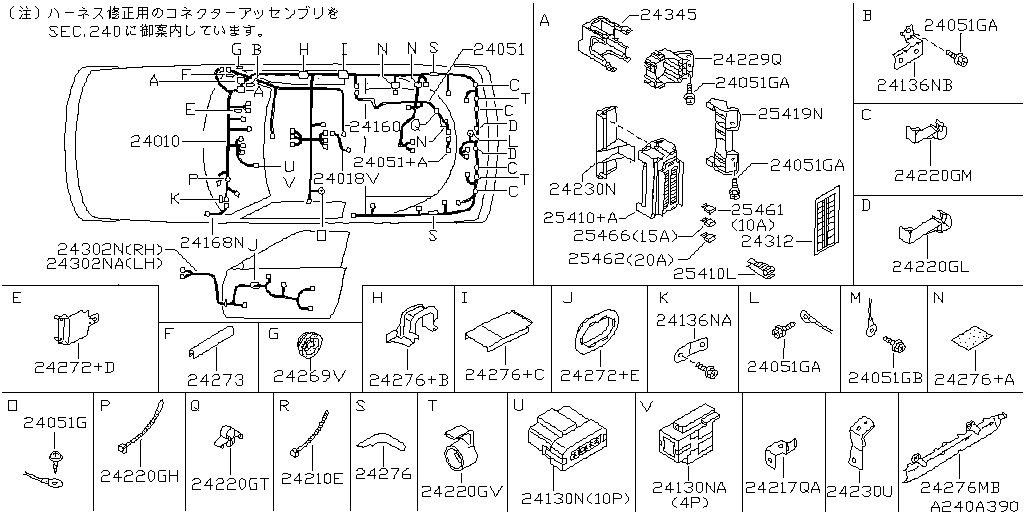 (注) ハーネス修正用のコネクターアッセンブリを
SEC.240に御案内しています。
G B H I N N S 24051
F
A A
E
24010
P
K
24168N
U
V
24160
24051+A
24018V
Q
N
C
T
C
D
L
D
C
T
C
S
O
J
24302N(RH)
24302NA(LH)
A
24345
24229Q
24051GA
25419N
24051GA
24230N
25410+A
25461
(10A)
25466(15A)
24312
25462(20A)
25410L
B
24051GA
24136NB
C
24220GM
D
24220GL
E
24272+D
F
24273
G
24269V
H
24276+B
I
24276+C
J
24272+E
K
24136NA
L
24051GA
M
24051GB
N
24276+A
O
24051G
P
24220GH
Q
24220GT
R
24210E
S
24276
T
24220GV
U
24130N(10P)
V
24130NA
(4P)
24217QA
24230U
24276MB
A240A390